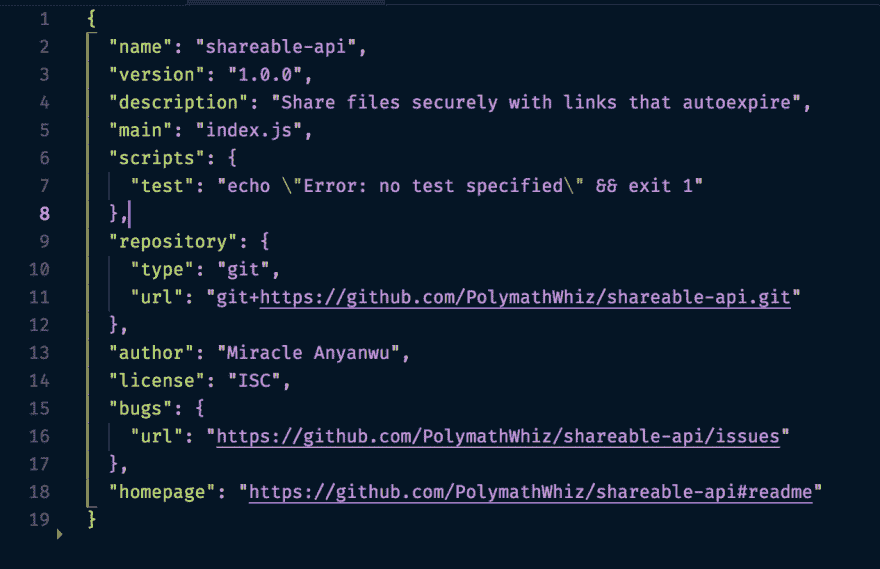 1 {
2 "name": "shareable-api",
3 "version": "1.0.0",
4 "description": "Share files securely with links that autoexpire",
5 "main": "index.js",
6 "scripts": {
7 "test": "echo \"Error: no test specified\" && exit 1"
8 },
9 "repository": {
10 "type": "git",
11 "url": "git+https://github.com/PolymathWhiz/shareable-api.git"
12 },
13 "author": "Miracle Anyanwu",
14 "license": "ISC",
15 "bugs": {
16 "url": "https://github.com/PolymathWhiz/shareable-api/issues"
17 },
18 "homepage": "https://github.com/PolymathWhiz/shareable-api#readme"
19 }